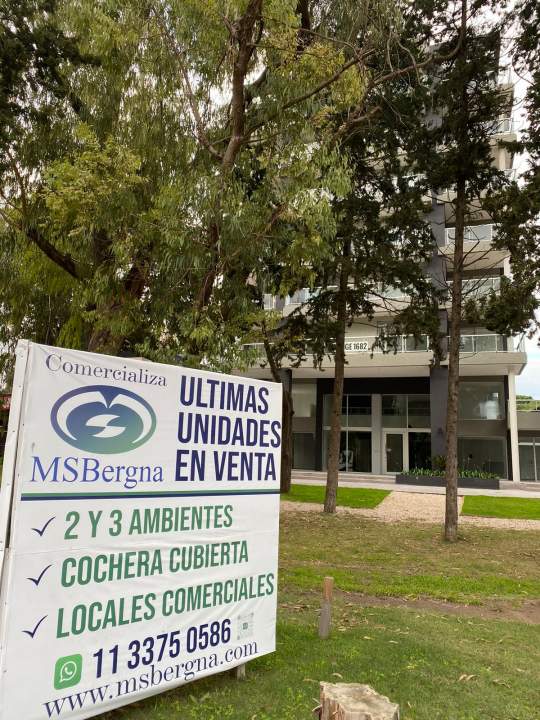 Comercializa
MSBergna
ULTIMAS
UNIDADES
EN VENTA
2 Y 3 AMBIENTES
COCHERA CUBIERTA
LOCALES COMERCIALES
11 3375 0586
www.msbergna.com
1682